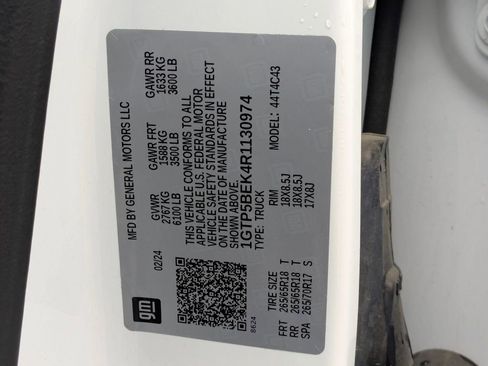 MFD BY GENERAL MOTORS LLC
02/24
GVWR GAWR FRT GAWR RR
2767 KG 1588 KG 1633 KG
6100 LB 3500 LB 3600 LB
THIS VEHICLE CONFORMS TO ALL
APPLICABLE U.S. FEDERAL MOTOR
VEHICLE SAFETY STANDARDS IN EFFECT
ON THE DATE OF MANUFACTURE
SHOWN ABOVE.
1GTP5BEK4R1130974
TYPE: TRUCK MODEL: 44T4C43
TIRE SIZE RIM
FRT 265/65R18 T 18X8.5J
RR 265/65R18 T 18X8.5J
SPA 265/70R17 S 17X8J
gm
8624